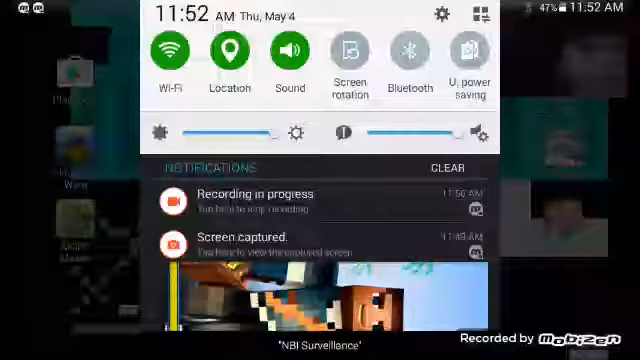 11:52 AM Thu, May 4
47% 11:52 AM
Wi-Fi
Location
Sound
Screen rotation
Bluetooth
U. power saving
NOTIFICATIONS
CLEAR
Recording in progress
11:50 AM
Tap here to stop recording
Screen captured.
11:49 AM
Tap here to view the captured screen
"NBI Surveillance"
Recorded by Mobizen